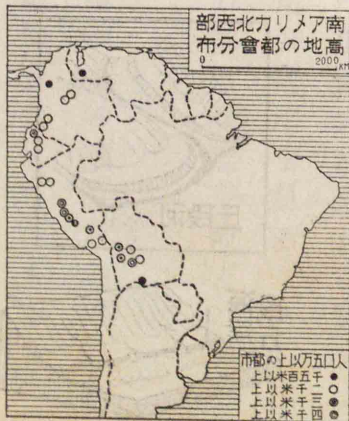 南アメリカ北西部
高地の都會分布
0 2000 KM
人口五万以上の都市
千五百米以上
二千米以上
三千米以上
四千米以上